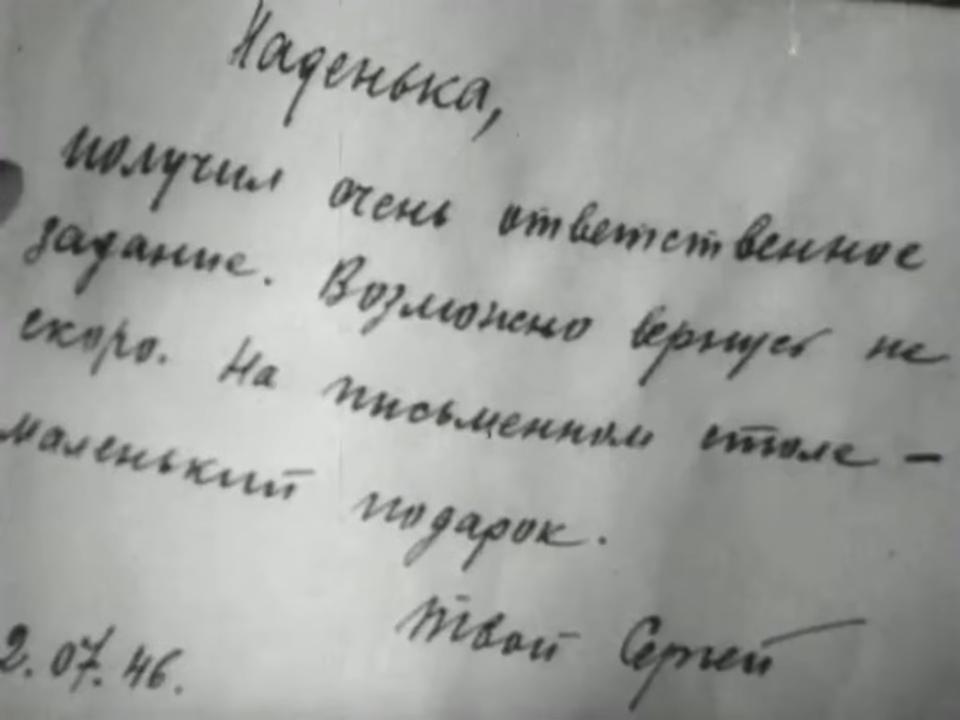 Наденька,
получил очень ответственное
задание. Возможно вернусь не
скоро. На письменном столе –
маленький подарок.
Твой Сергей
2.07.46.